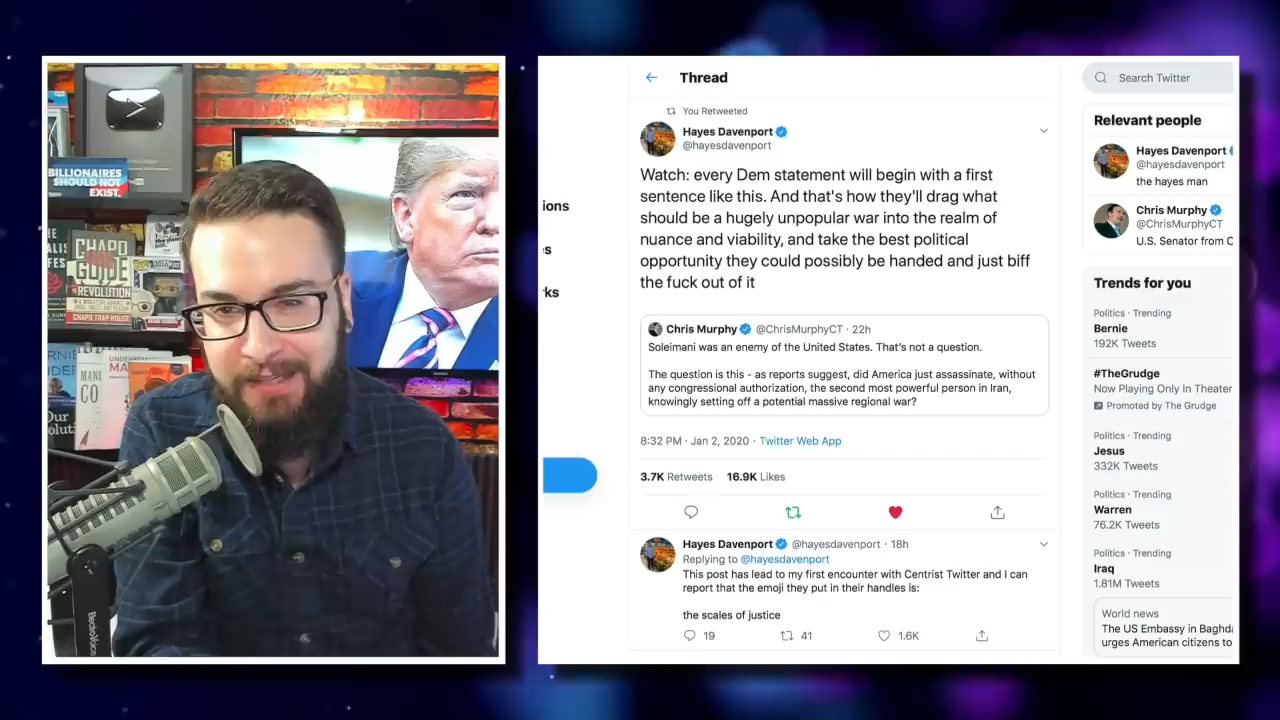 BILLIONAIRES
SHOULD NOT
EXIST.
CHAPO
GUIDE
REVOLUTION
CHAPO TRAP HOUSE
Our
ions
s
ks
Thread
You Retweeted
Hayes Davenport
@hayesdavenport
Watch: every Dem statement will begin with a first
sentence like this. And that's how they'll drag what
should be a hugely unpopular war into the realm of
nuance and viability, and take the best political
opportunity they could possibly be handed and just biff
the fuck out of it
Chris Murphy @ChrisMurphyCT · 22h
Soleimani was an enemy of the United States. That's not a question.
The question is this - as reports suggest, did America just assassinate, without
any congressional authorization, the second most powerful person in Iran,
knowingly setting off a potential massive regional war?
8:32 PM · Jan 2, 2020 · Twitter Web App
3.7K Retweets 16.9K Likes
Hayes Davenport @hayesdavenport · 18h
Replying to @hayesdavenport
This post has lead to my first encounter with Centrist Twitter and I can
report that the emoji they put in their handles is:
the scales of justice
19 41 1.6K
Search Twitter
Relevant people
Hayes Davenport
@hayesdavenport
the hayes man
Chris Murphy
@ChrisMurphyCT
U.S. Senator from C
Trends for you
Politics · Trending
Bernie
192K Tweets
#TheGrudge
Now Playing Only In Theater
Promoted by The Grudge
Politics · Trending
Jesus
332K Tweets
Politics · Trending
Warren
76.2K Tweets
Politics · Trending
Iraq
1.81M Tweets
World news
The US Embassy in Baghda
urges American citizens to